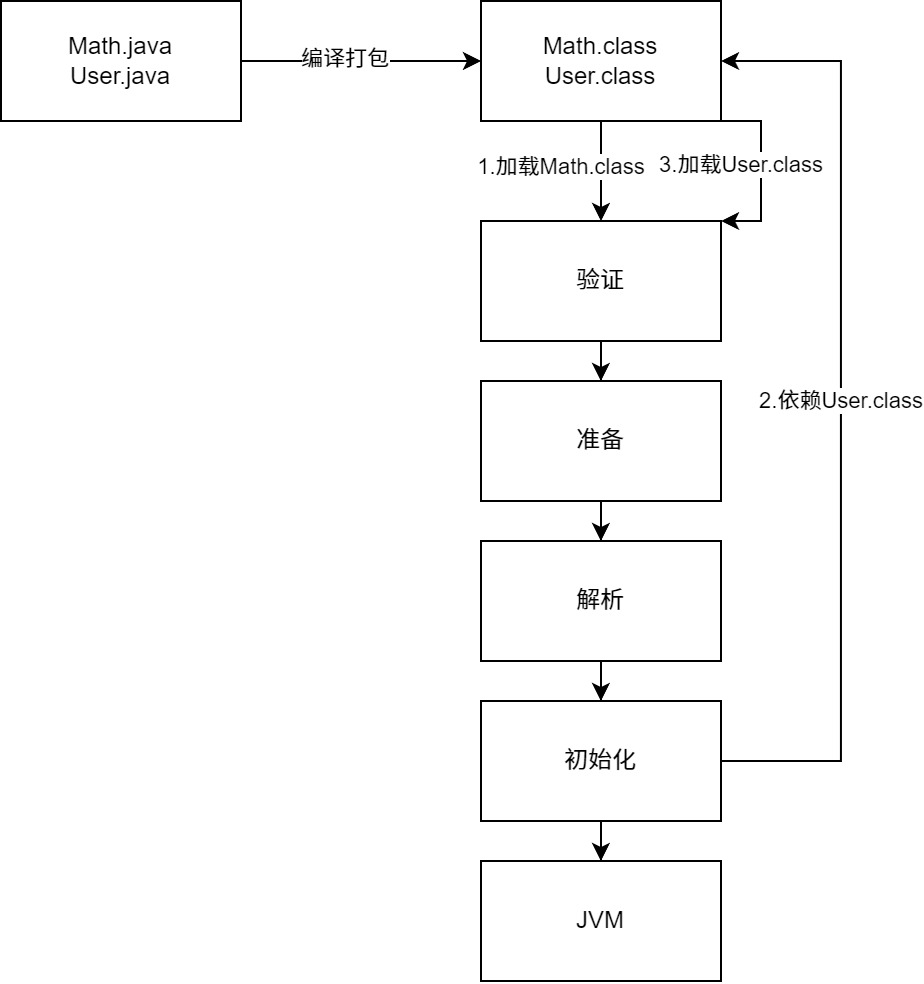 Math.java
User.java
编译打包
Math.class
User.class
1.加载Math.class
3.加载User.class
验证
准备
2.依赖User.class
解析
初始化
JVM